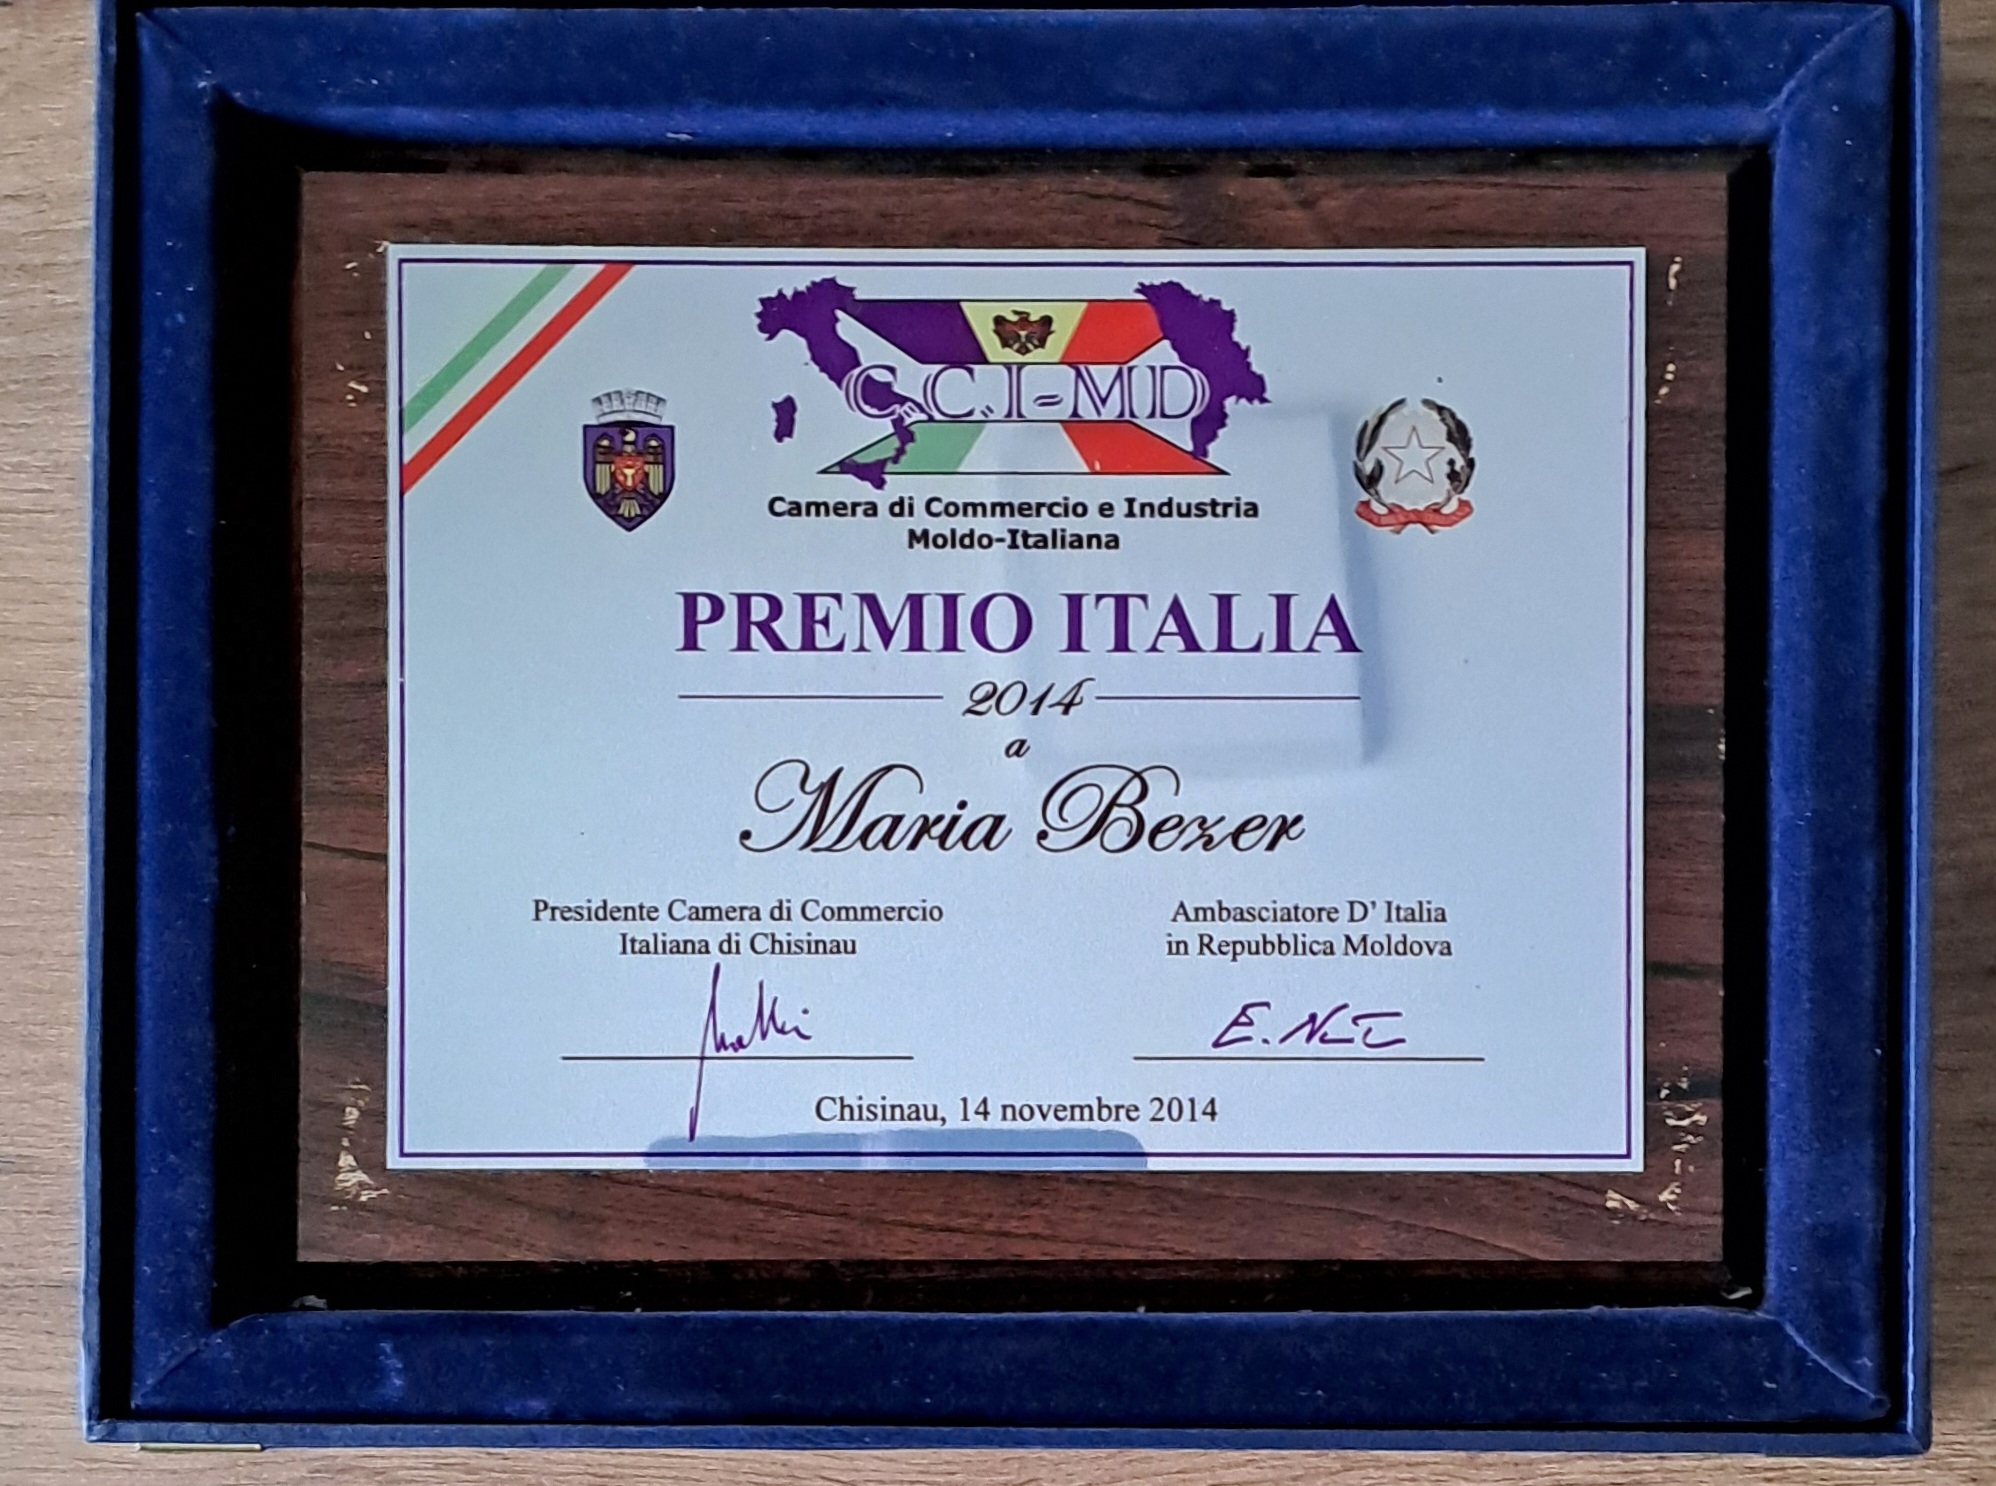 C.C.I-MD
Camera di Commercio e Industria
Moldo-Italiana
PREMIO ITALIA
2014
a
Maria Bezer
Presidente Camera di Commercio
Italiana di Chisinau
Ambasciatore D' Italia
in Repubblica Moldova
Chisinau, 14 novembre 2014